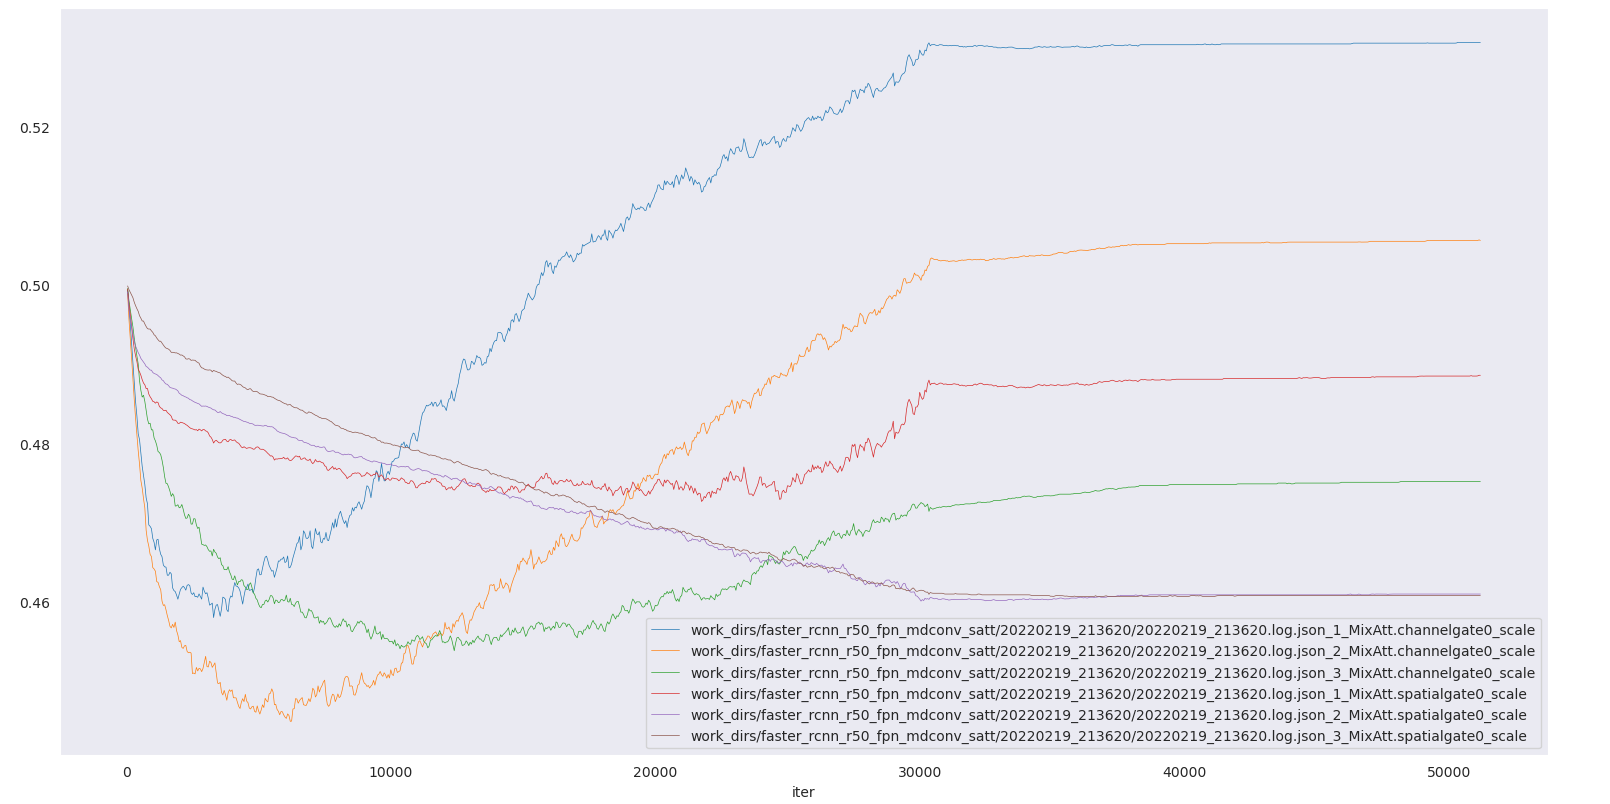 0.52
0.50
0.48
0.46
work_dirs/faster_rcnn_r50_fpn_mdconv_satt/20220219_213620/20220219_213620.log.json_1_MixAtt.channelgate0_scale
work_dirs/faster_rcnn_r50_fpn_mdconv_satt/20220219_213620/20220219_213620.log.json_2_MixAtt.channelgate0_scale
work_dirs/faster_rcnn_r50_fpn_mdconv_satt/20220219_213620/20220219_213620.log.json_3_MixAtt.channelgate0_scale
work_dirs/faster_rcnn_r50_fpn_mdconv_satt/20220219_213620/20220219_213620.log.json_1_MixAtt.spatialgate0_scale
work_dirs/faster_rcnn_r50_fpn_mdconv_satt/20220219_213620/20220219_213620.log.json_2_MixAtt.spatialgate0_scale
work_dirs/faster_rcnn_r50_fpn_mdconv_satt/20220219_213620/20220219_213620.log.json_3_MixAtt.spatialgate0_scale
0 10000 20000 30000 40000 50000
iter